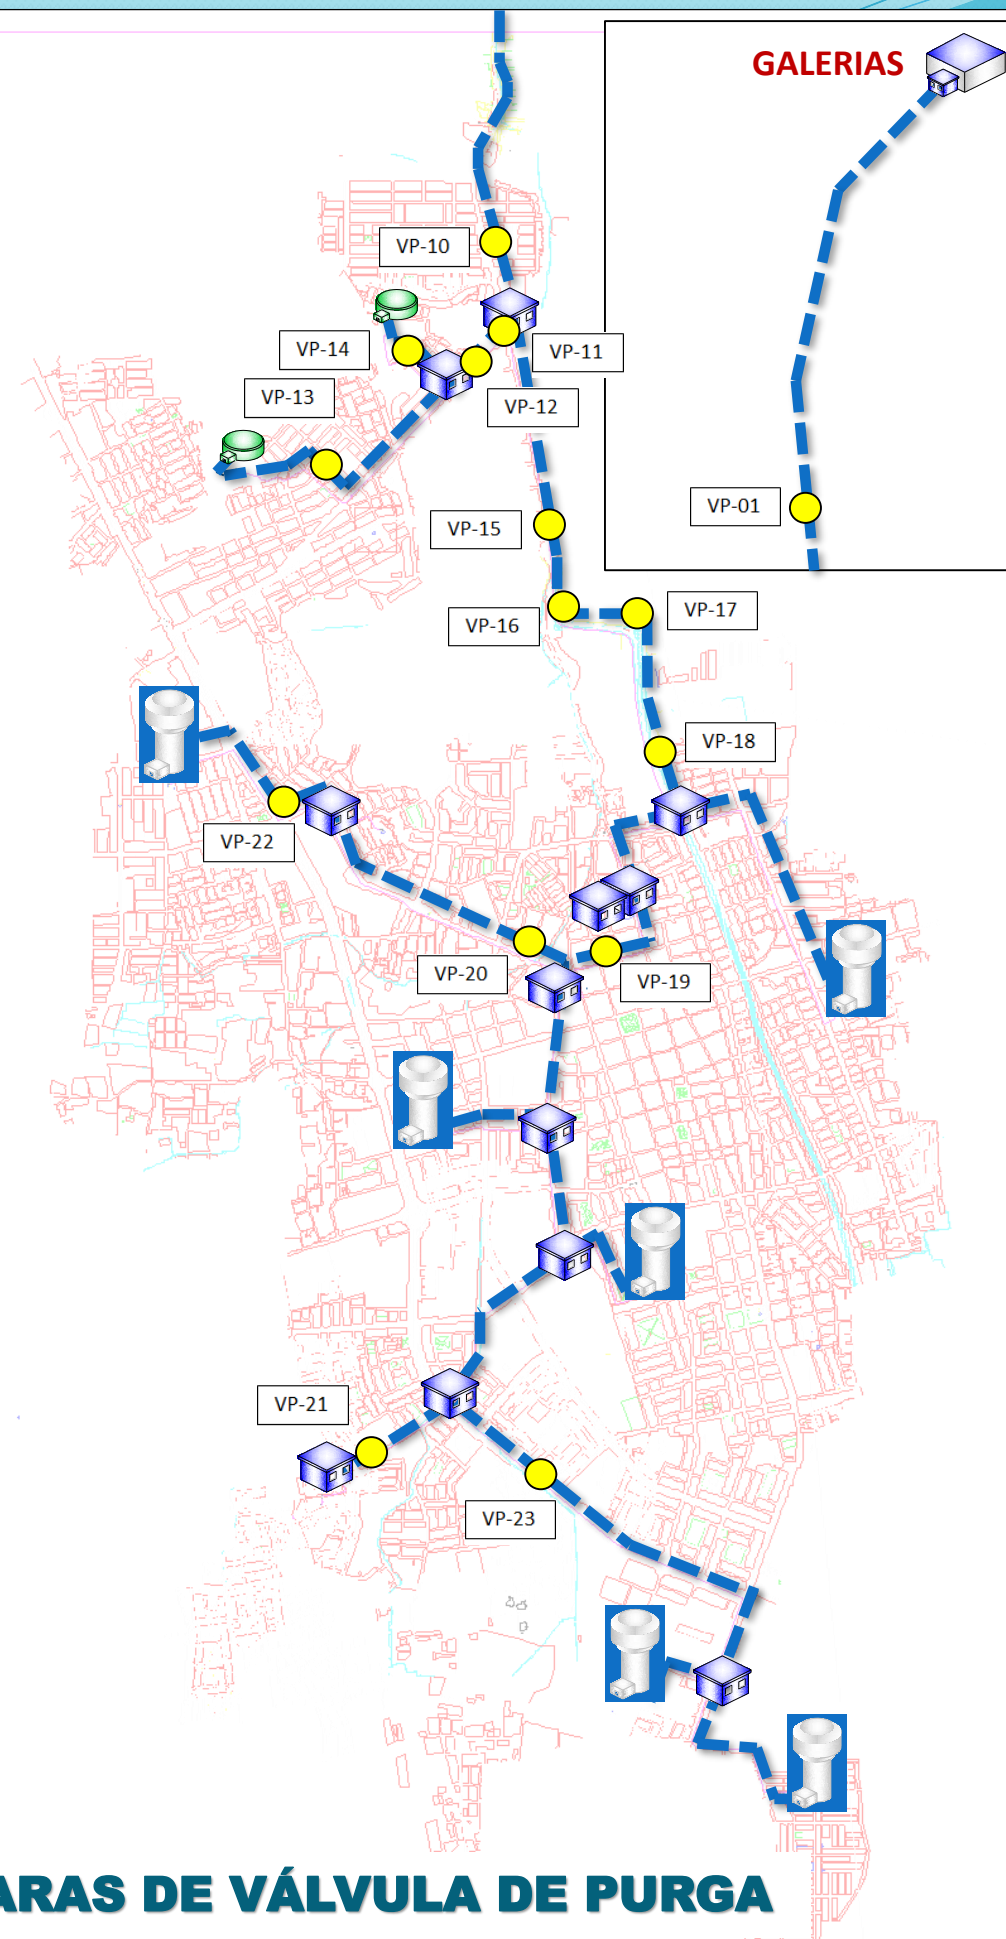 GALERIAS
VP-10
VP-14
VP-11
VP-13
VP-12
VP-01
VP-15
VP-17
VP-16
VP-18
VP-22
VP-20
VP-19
VP-21
VP-23
ARAS DE VÁLVULA DE PURGA